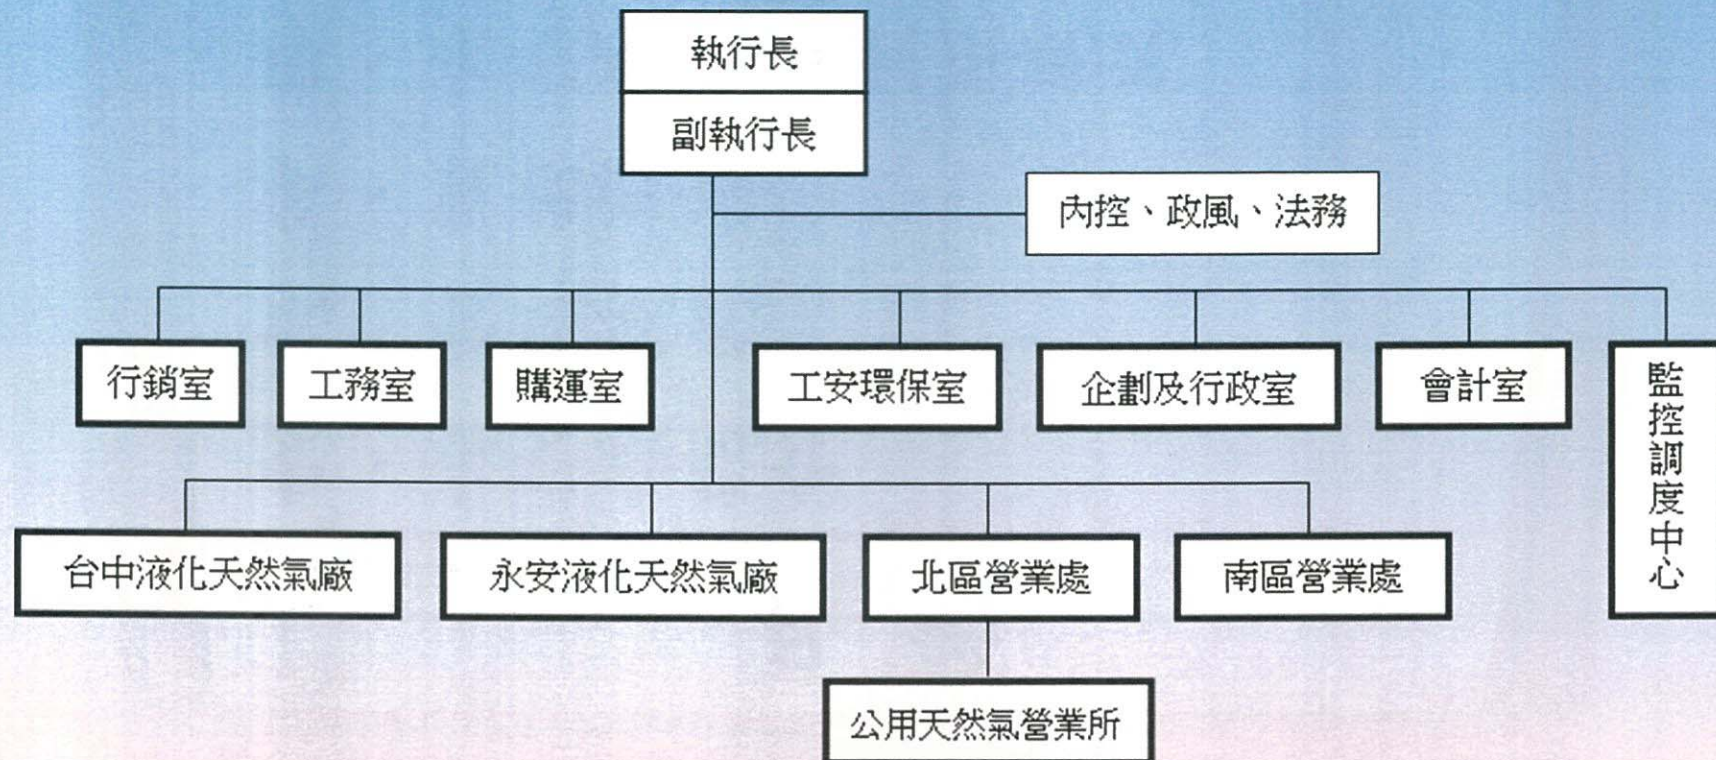 執行長
副執行長
內控、政風、法務
行銷室
工務室
購運室
工安環保室
企劃及行政室
會計室
監控調度中心
台中液化天然氣廠
永安液化天然氣廠
北區營業處
南區營業處
公用天然氣營業所